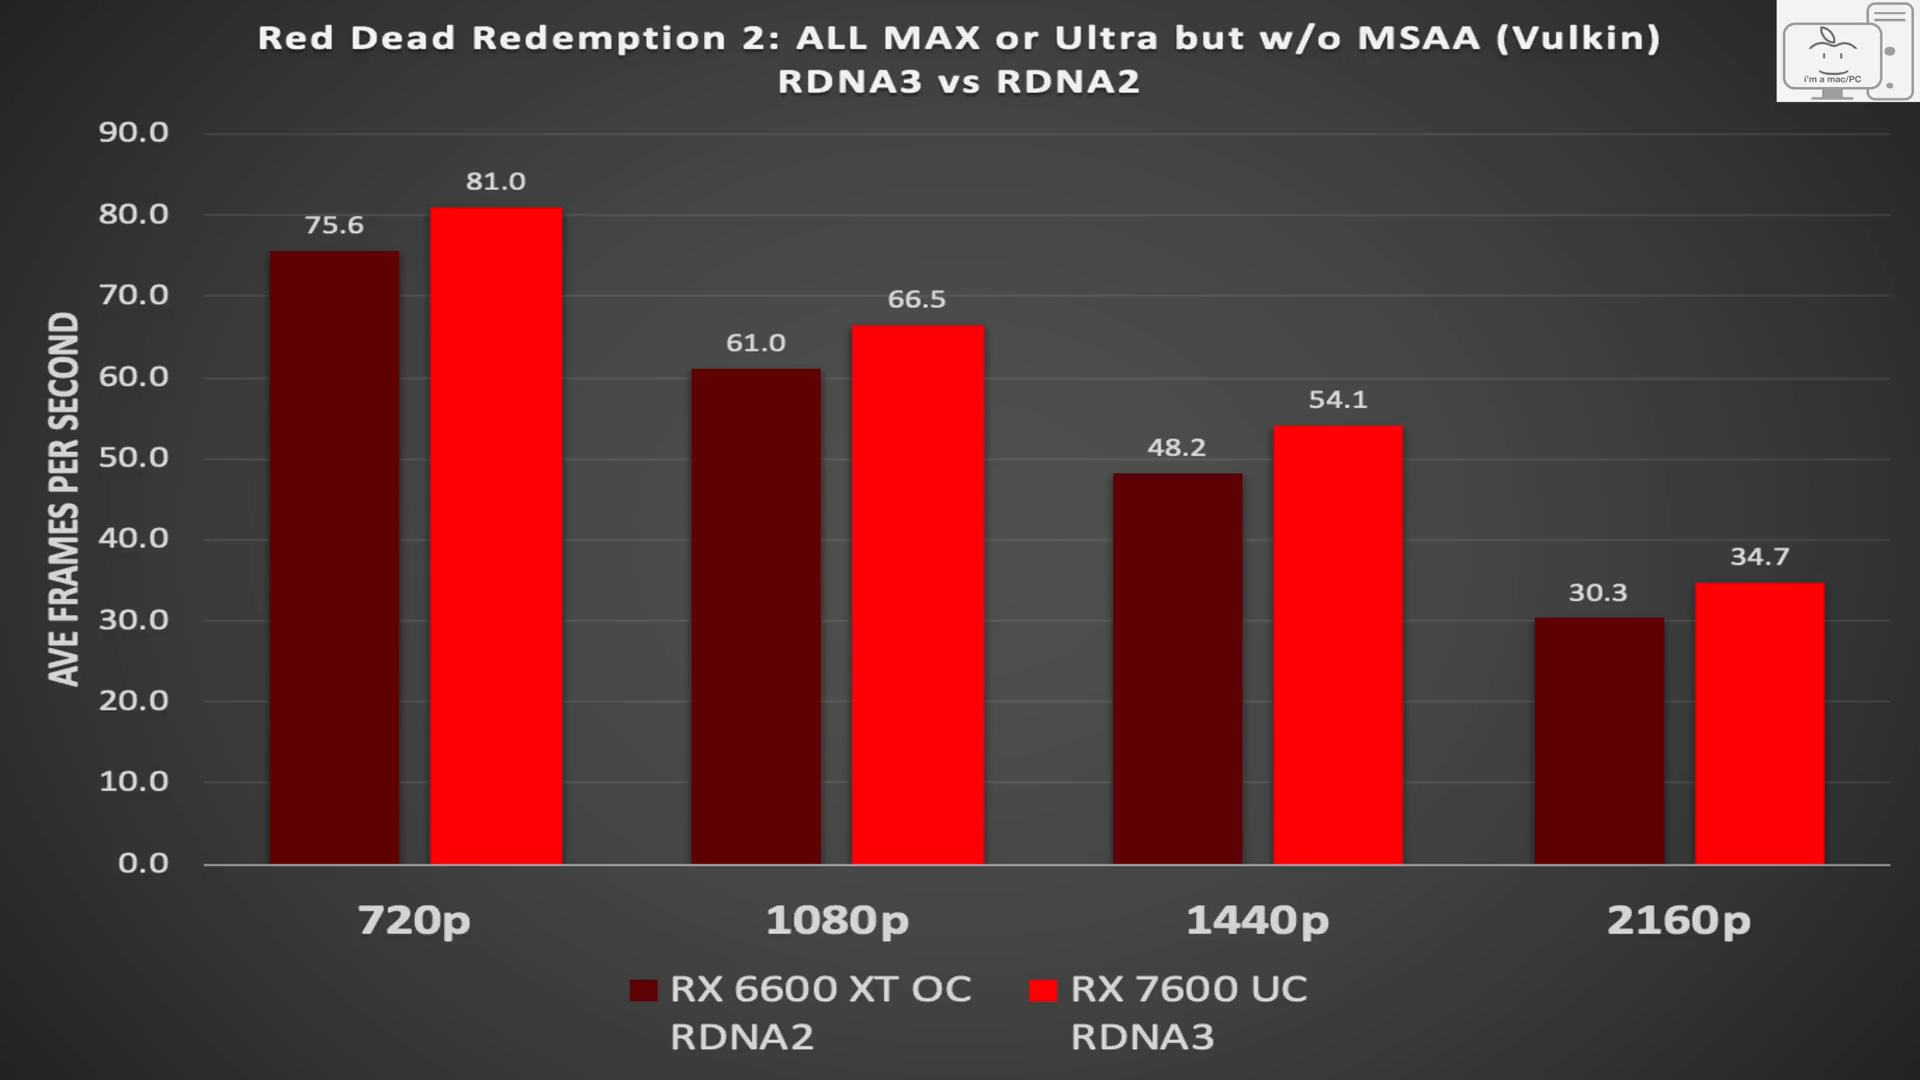 Red Dead Redemption 2: ALL MAX or Ultra but w/o MSAA (Vulkin)
RDNA3 vs RDNA2
i'm a mac/PC
AVE FRAMES PER SECOND
90.0
80.0
70.0
60.0
50.0
40.0
30.0
20.0
10.0
0.0
75.6
81.0
61.0
66.5
48.2
54.1
30.3
34.7
720p
1080p
1440p
2160p
RX 6600 XT OC
RDNA2
RX 7600 UC
RDNA3